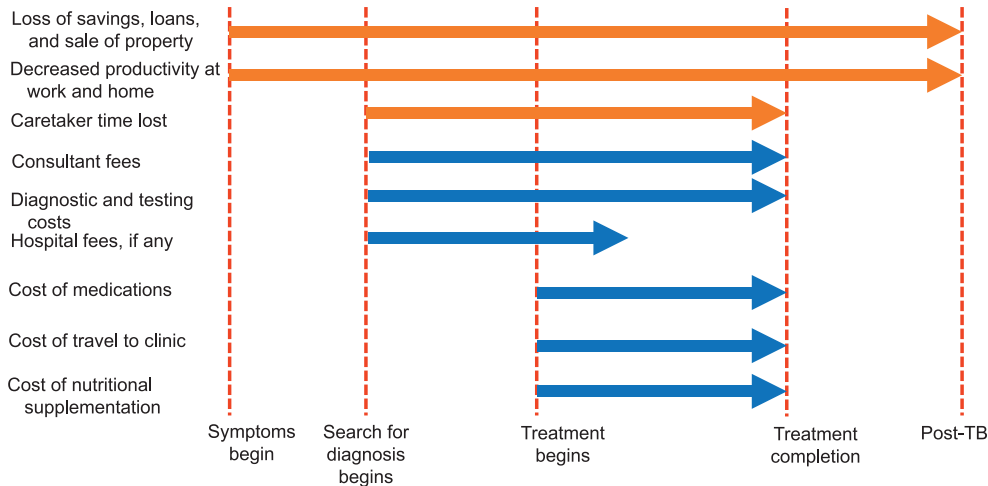 Loss of savings, loans,
and sale of property
Decreased productivity at
work and home
Caretaker time lost
Consultant fees
Diagnostic and testing
costs
Hospital fees, if any
Cost of medications
Cost of travel to clinic
Cost of nutritional
supplementation
Symptoms
begin
Search for
diagnosis
begins
Treatment
begins
Treatment
completion
Post-TB